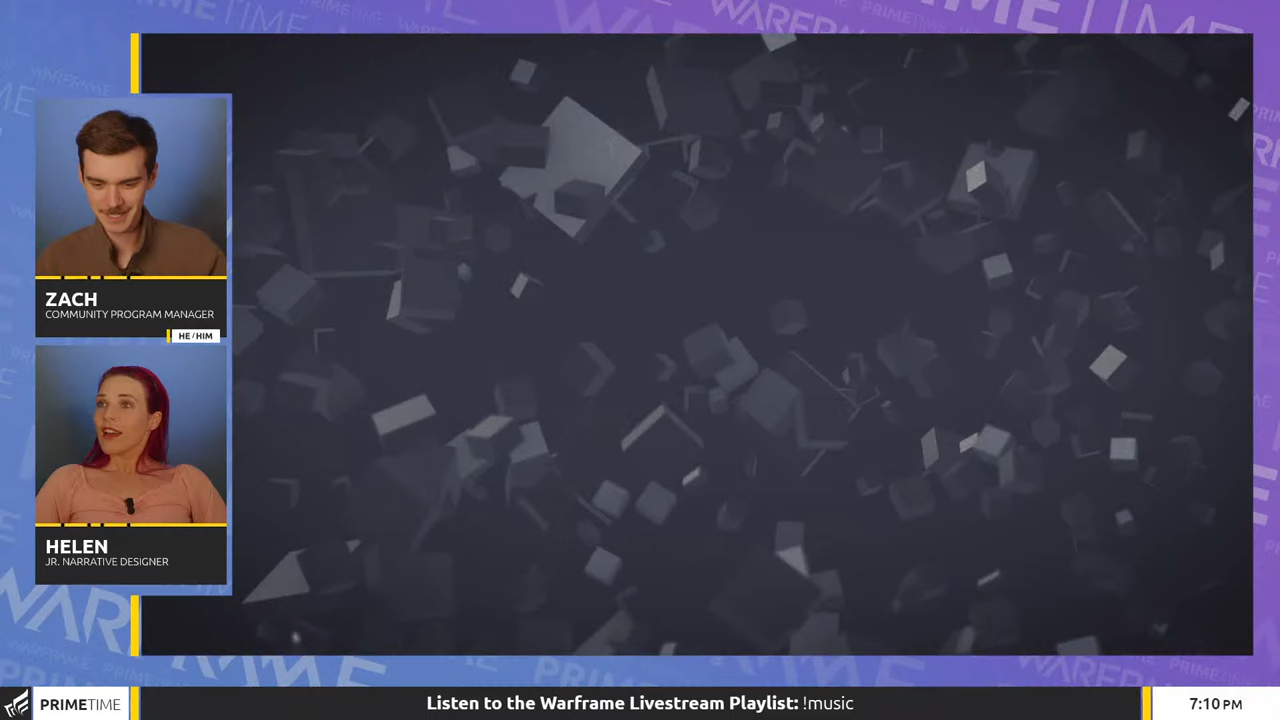 ZACH
COMMUNITY PROGRAM MANAGER
HE/HIM
HELEN
JR. NARRATIVE DESIGNER
PRIMETIME
Listen to the Warframe Livestream Playlist: !music
7:10 PM